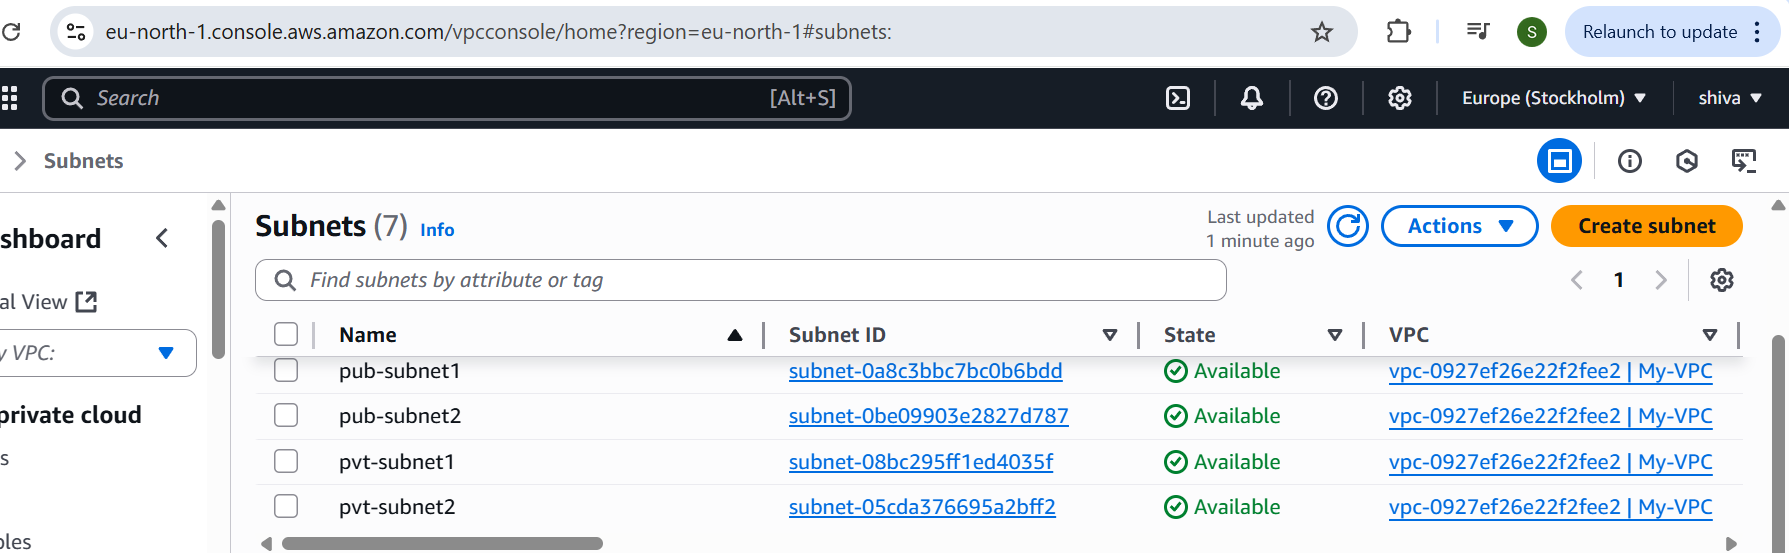 eu-north-1.console.aws.amazon.com/vpcconsole/home?region=eu-north-1#subnets:
S
Relaunch to update
Search
[Alt+S]
Europe (Stockholm)
shiva
Subnets
shboard
al View
y VPC:
private cloud
s
oles
Subnets (7) Info
Last updated
1 minute ago
Actions
Create subnet
Find subnets by attribute or tag
1
Name Subnet ID State VPC
pub-subnet1 subnet-0a8c3bbc7bc0b6bdd Available vpc-0927ef26e22f2fee2 | My-VPC
pub-subnet2 subnet-0be09903e2827d787 Available vpc-0927ef26e22f2fee2 | My-VPC
pvt-subnet1 subnet-08bc295ff1ed4035f Available vpc-0927ef26e22f2fee2 | My-VPC
pvt-subnet2 subnet-05cda376695a2bff2 Available vpc-0927ef26e22f2fee2 | My-VPC